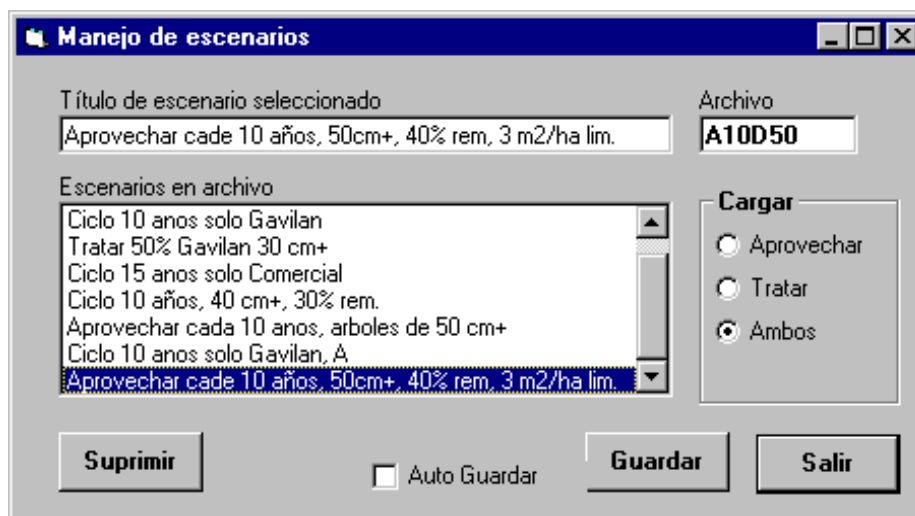 Manejo de escenarios
Título de escenario seleccionado
Archivo
Aprovechar cade 10 años, 50cm+, 40% rem, 3 m2/ha lim.
A10D50
Escenarios en archivo
Ciclo 10 anos solo Gavilan
Tratar 50% Gavilan 30 cm+
Ciclo 15 anos solo Comercial
Ciclo 10 años, 40 cm+, 30% rem.
Aprovechar cada 10 anos, arboles de 50 cm+
Ciclo 10 anos solo Gavilan, A
Aprovechar cade 10 años, 50cm+, 40% rem, 3 m2/ha lim.
Cargar
Aprovechar
Tratar
Ambos
Suprimir
Auto Guardar
Guardar
Salir